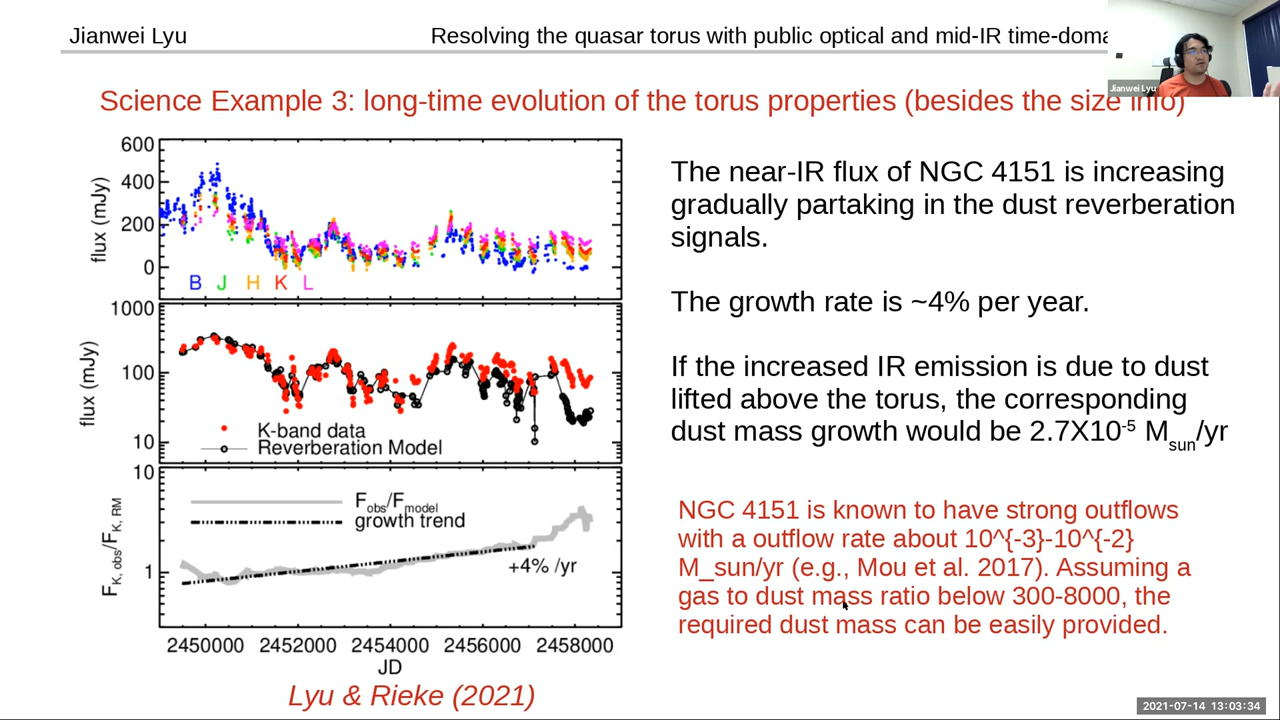 Jianwei Lyu
Resolving the quasar torus with public optical and mid-IR time-doma
Jianwei Lyu
Science Example 3: long-time evolution of the torus properties (besides the size info)
600
400
200
0
flux (mJy)
B J H K L
1000
100
10
flux (mJy)
K-band data
Reverberation Model
10
1
F_K, obs/F_K, RM
F_obs/F_model
growth trend
+4% /yr
2450000 2452000 2454000 2456000 2458000
JD
Lyu & Rieke (2021)
The near-IR flux of NGC 4151 is increasing
gradually partaking in the dust reverberation
signals.
The growth rate is ~4% per year.
If the increased IR emission is due to dust
lifted above the torus, the corresponding
dust mass growth would be 2.7X10⁻⁵ M_sun/yr
NGC 4151 is known to have strong outflows
with a outflow rate about 10^{-3}-10^{-2}
M_sun/yr (e.g., Mou et al. 2017). Assuming a
gas to dust mass ratio below 300-8000, the
required dust mass can be easily provided.
2021-07-14 13:03:34